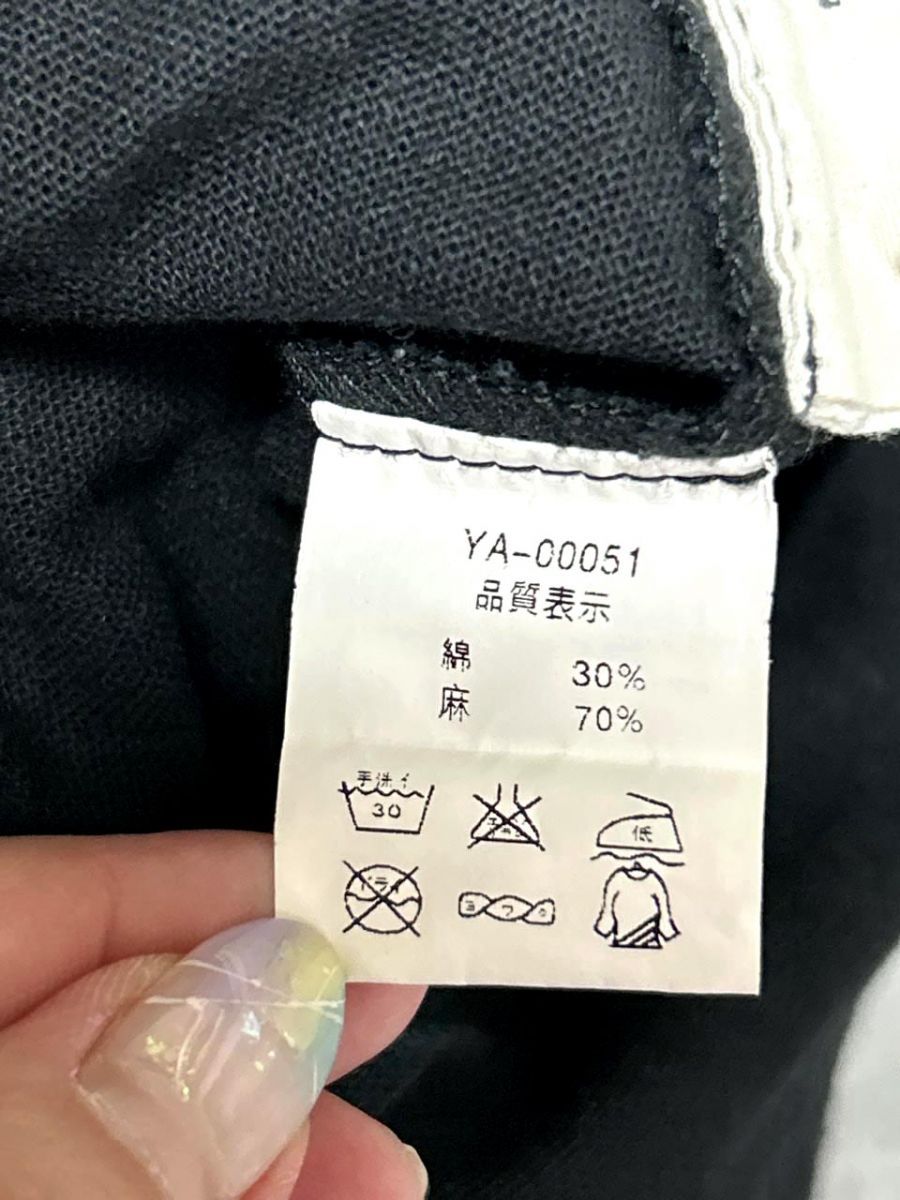 YA-00051
品質表示
綿 30%
麻 70%
手洗イ
30
低
ドライ
ヨワク